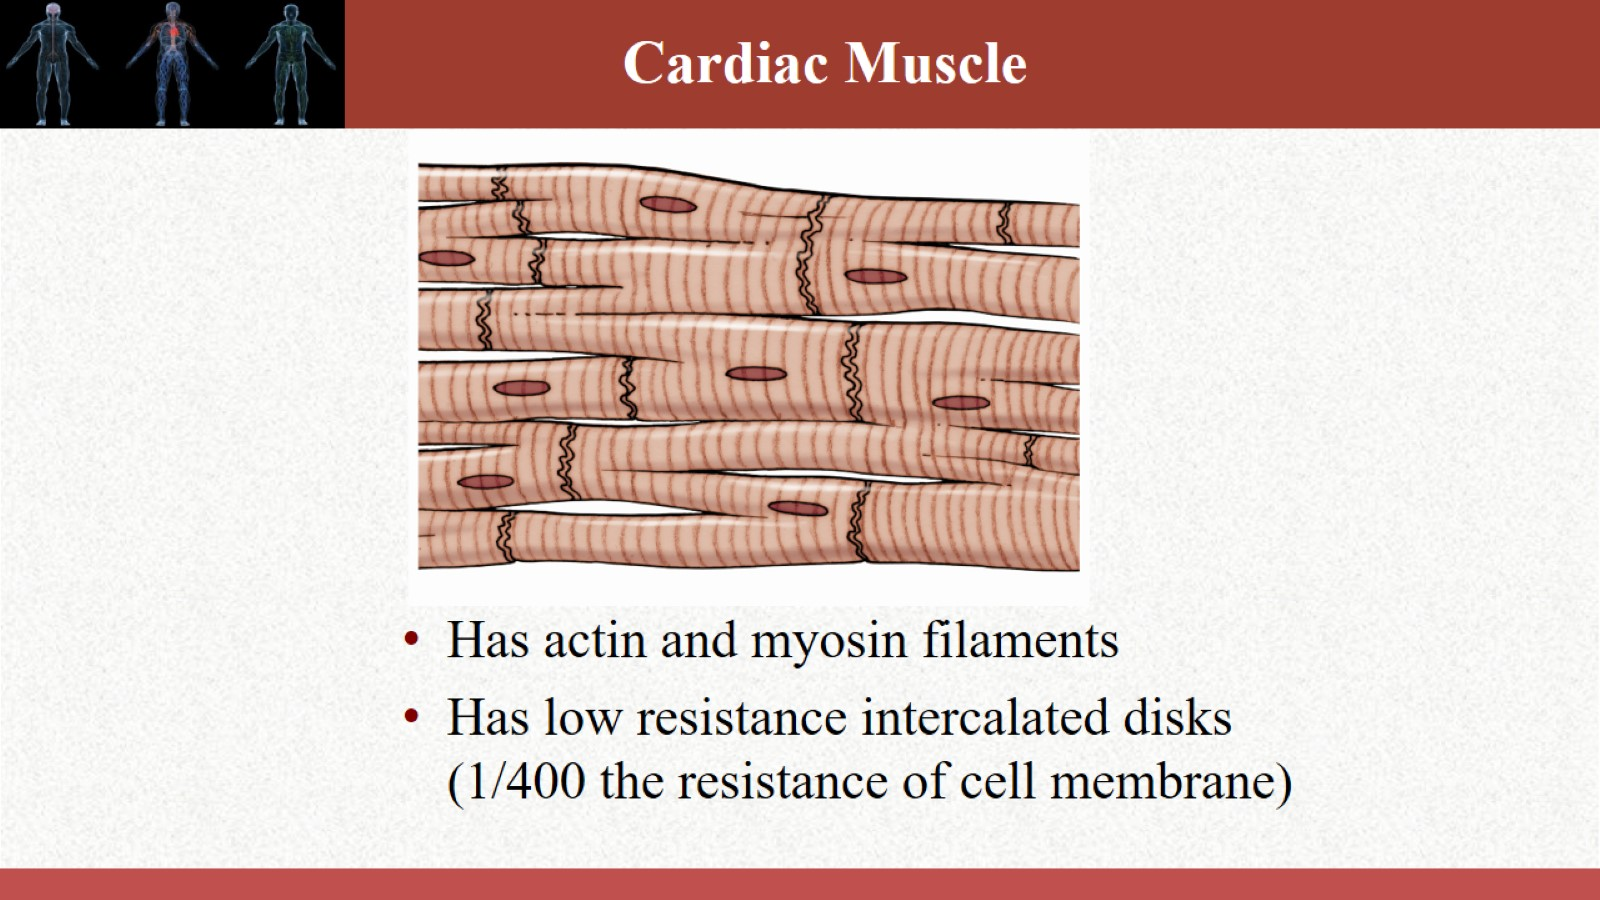 Cardiac Muscle
• Has actin and myosin filaments
• Has low resistance intercalated disks
(1/400 the resistance of cell membrane)